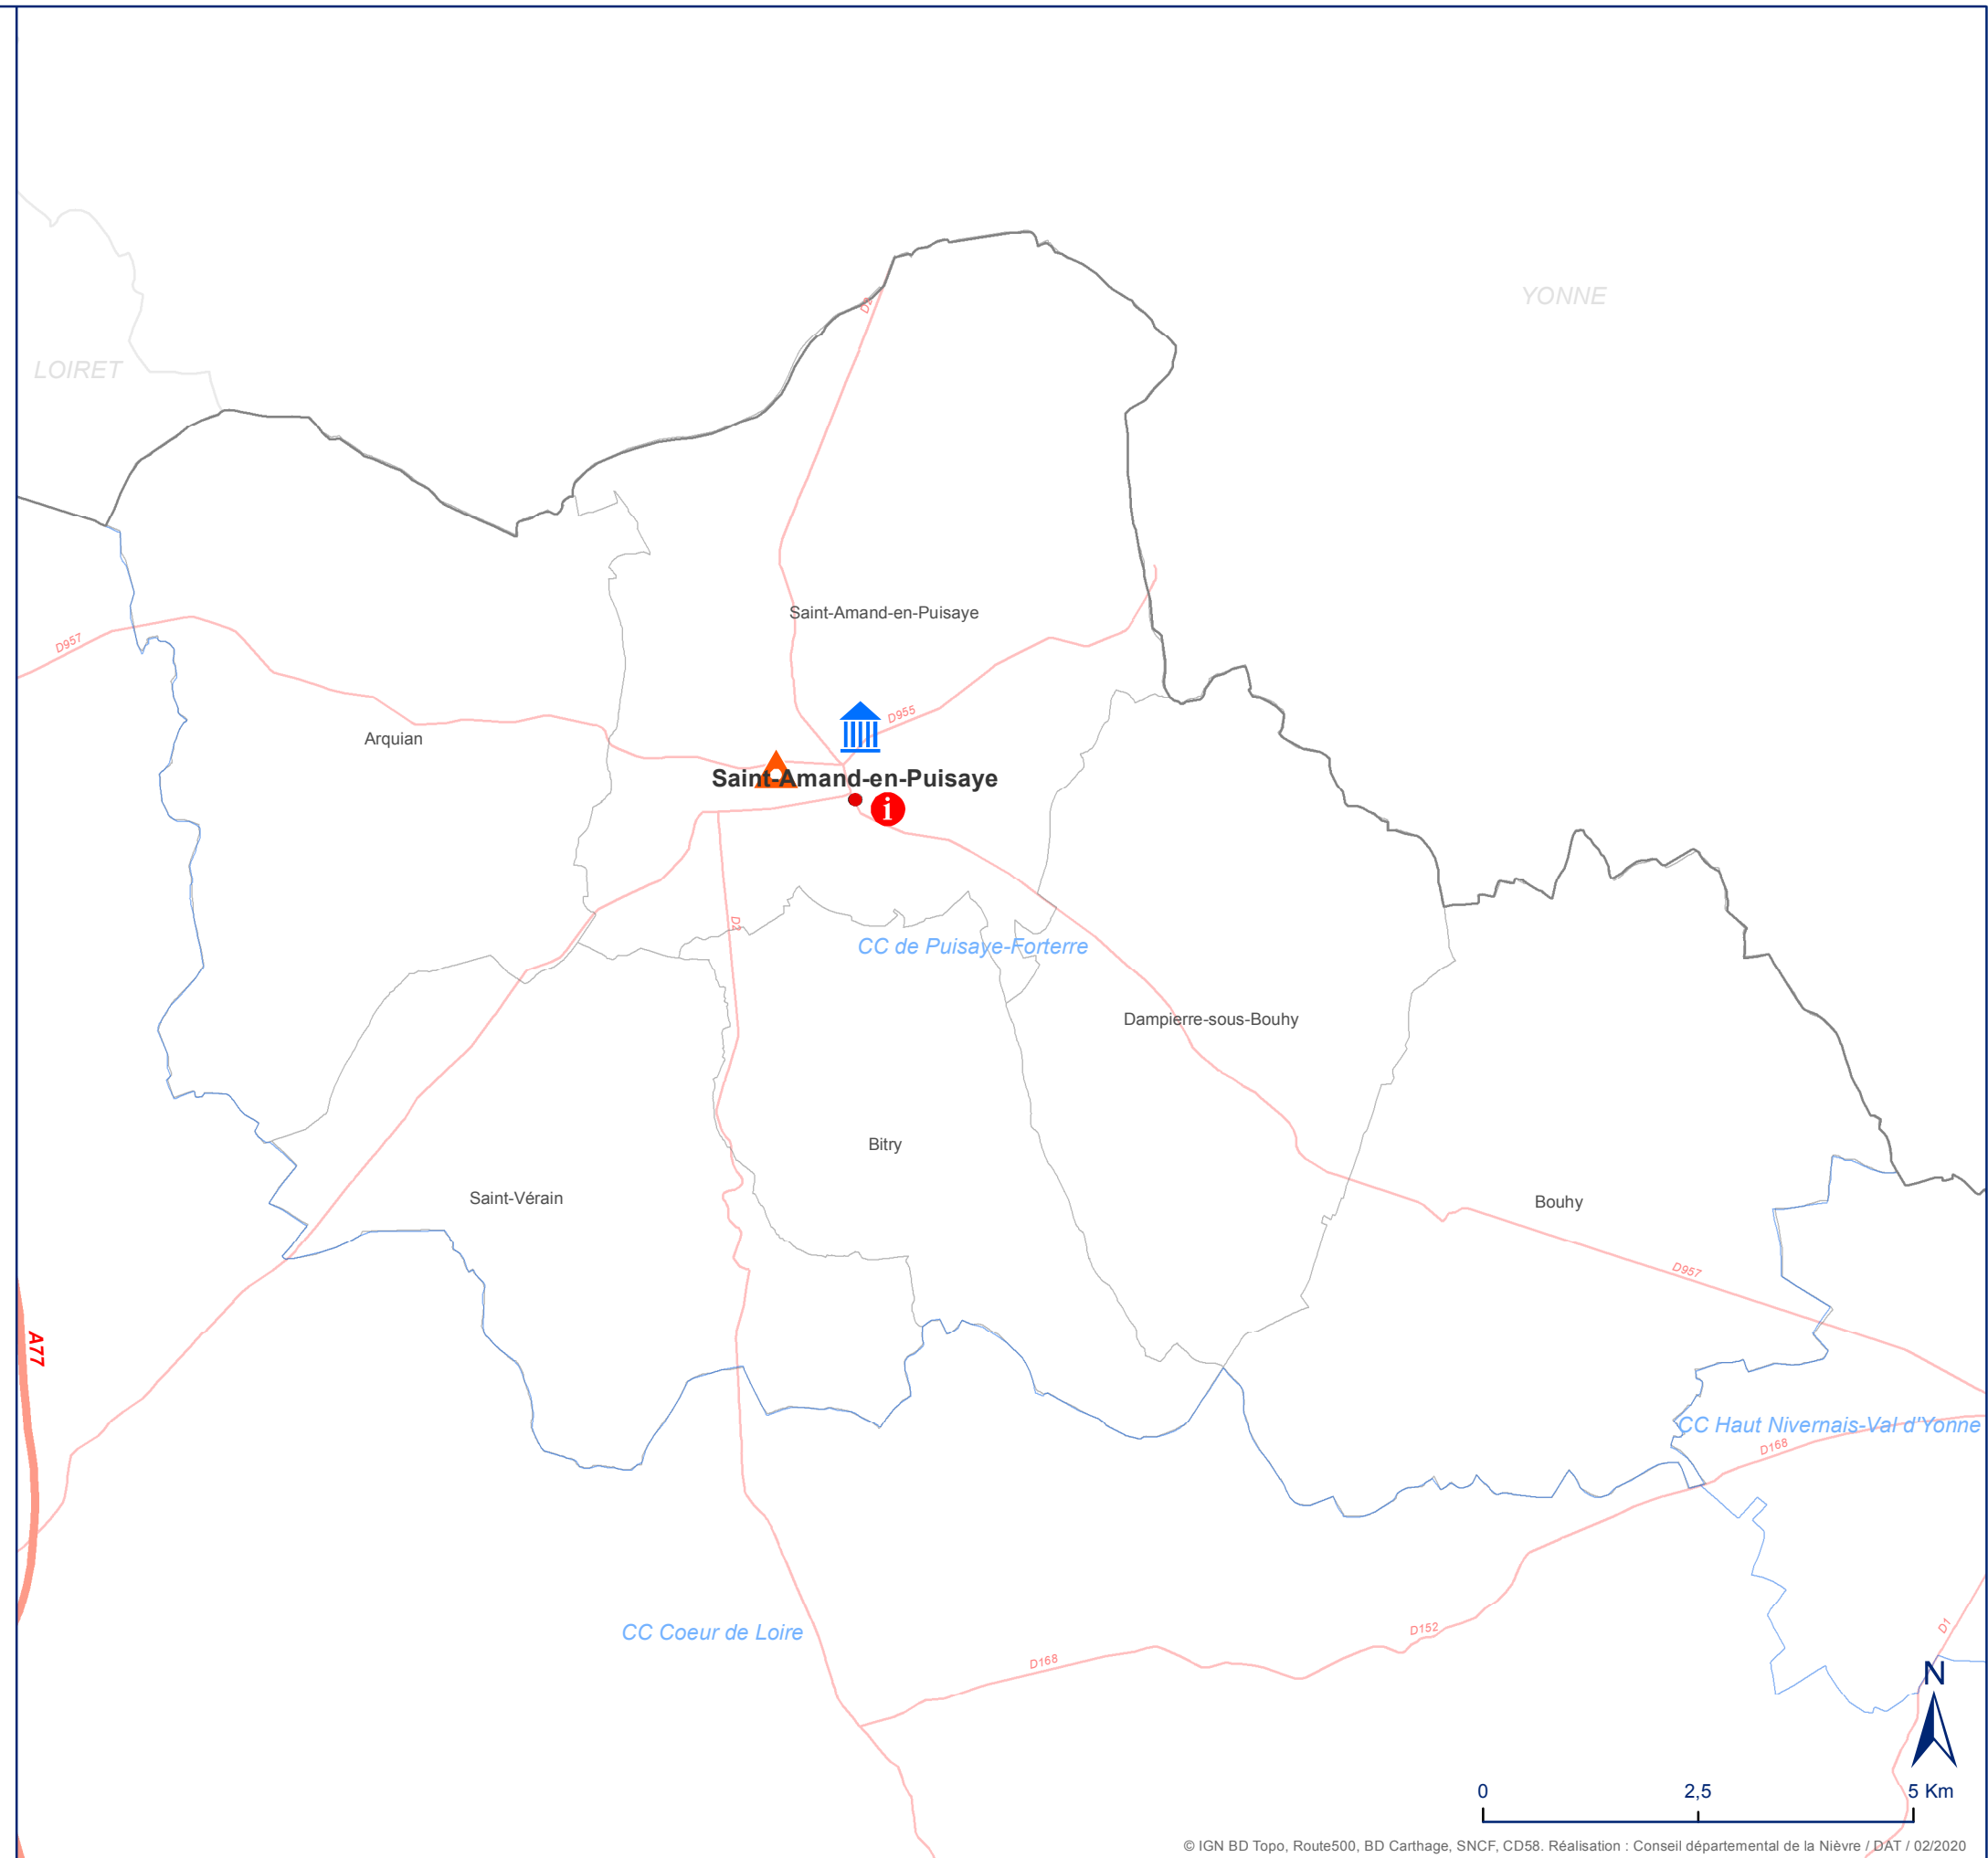 YONNE
D2
LOIRET
Saint-Amand-en-Puisaye
D957
D955
Arquian
Saint-Amand-en-Puisaye
i
D2
CC de Puisaye-Forterre
Dampierre-sous-Bouhy
Bitry
Saint-Vérain
Bouhy
D957
A77
CC Haut Nivernais-Val d'Yonne
D168
CC Coeur de Loire
D152
D1
D168
N
0 2,5 5 Km
© IGN BD Topo, Route500, BD Carthage, SNCF, CD58. Réalisation : Conseil départemental de la Nièvre / DAT / 02/2020